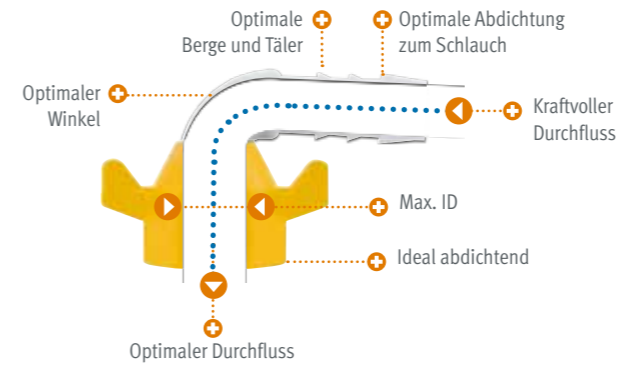 Optimale
Berge und Täler
Optimale Abdichtung
zum Schlauch
Optimaler
Winkel
Kraftvoller
Durchfluss
Max. ID
Ideal abdichtend
Optimaler Durchfluss